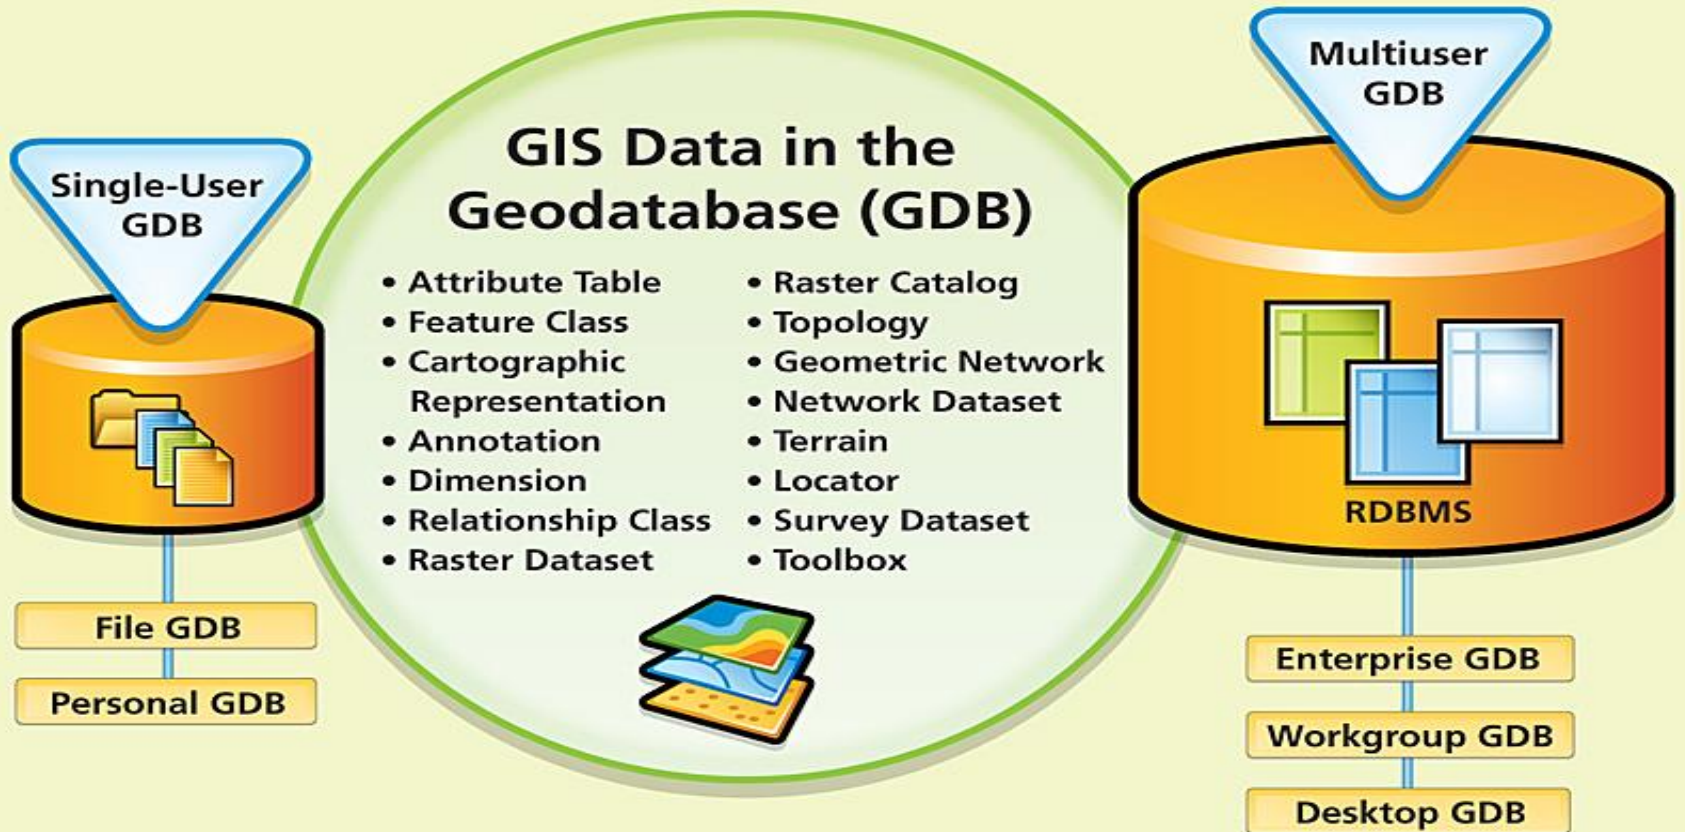 Single-User
GDB
File GDB
Personal GDB
GIS Data in the
Geodatabase (GDB)
• Attribute Table
• Feature Class
• Cartographic
Representation
• Annotation
• Dimension
• Relationship Class
• Raster Dataset
• Raster Catalog
• Topology
• Geometric Network
• Network Dataset
• Terrain
• Locator
• Survey Dataset
• Toolbox
Multiuser
GDB
RDBMS
Enterprise GDB
Workgroup GDB
Desktop GDB